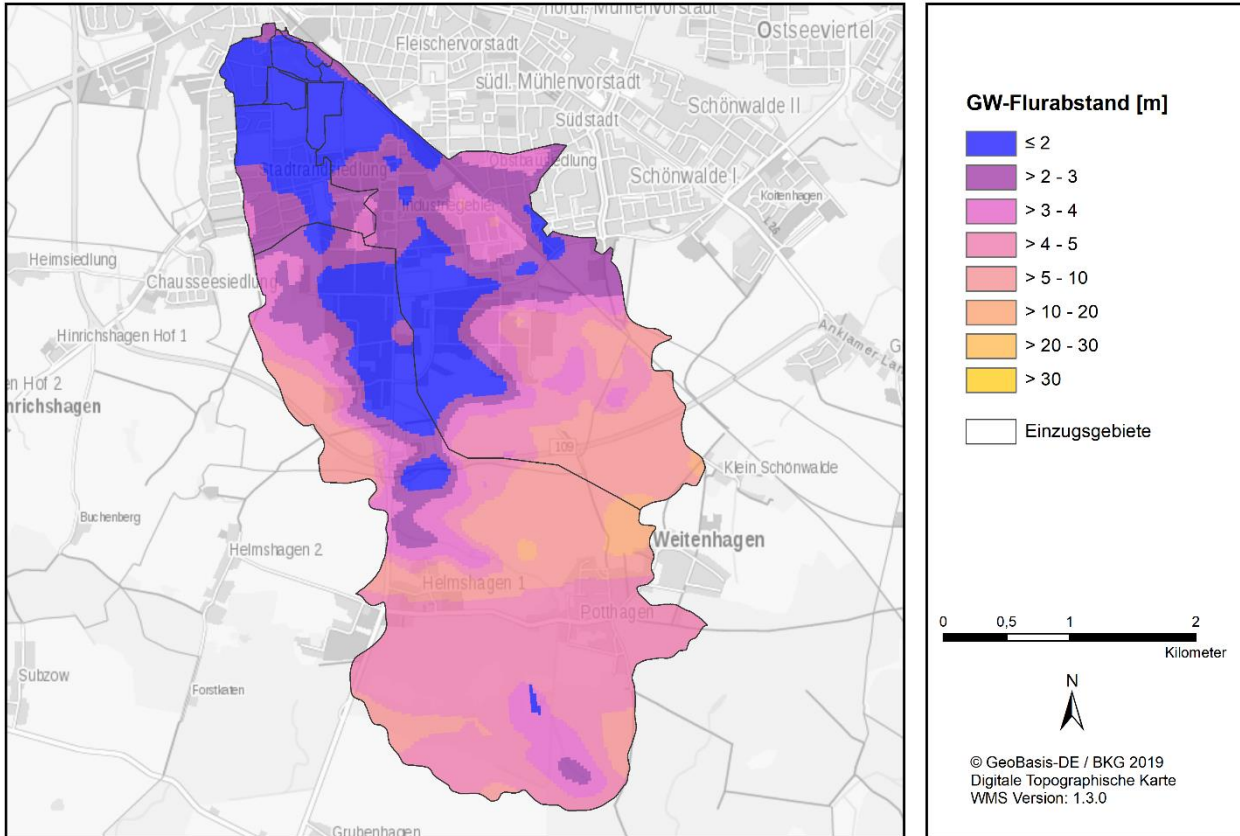 nördl. Mühlenvorstadt
Ostseeviertel
Fleischervorstadt
südl. Mühlenvorstadt
Schönwalde II
Südstadt
Obstbausiedlung
Stadtrandsiedlung
Schönwalde I
Koitenhagen
Industriegebiet
L26
Heimsiedlung
Chausseesiedlung
Hinrichshagen Hof 1
Anklamer Lan
G
en Hof 2
inrichshagen
109
Klein Schönwalde
Buchenberg
Helmshagen 2
Weitenhagen
Helmshagen 1
Potthagen
Subzow
Forstkaten
Grubenhagen
GW-Flurabstand [m]
≤ 2
> 2 - 3
> 3 - 4
> 4 - 5
> 5 - 10
> 10 - 20
> 20 - 30
> 30
Einzugsgebiete
0 0,5 1 2
Kilometer
N
© GeoBasis-DE / BKG 2019
Digitale Topographische Karte
WMS Version: 1.3.0